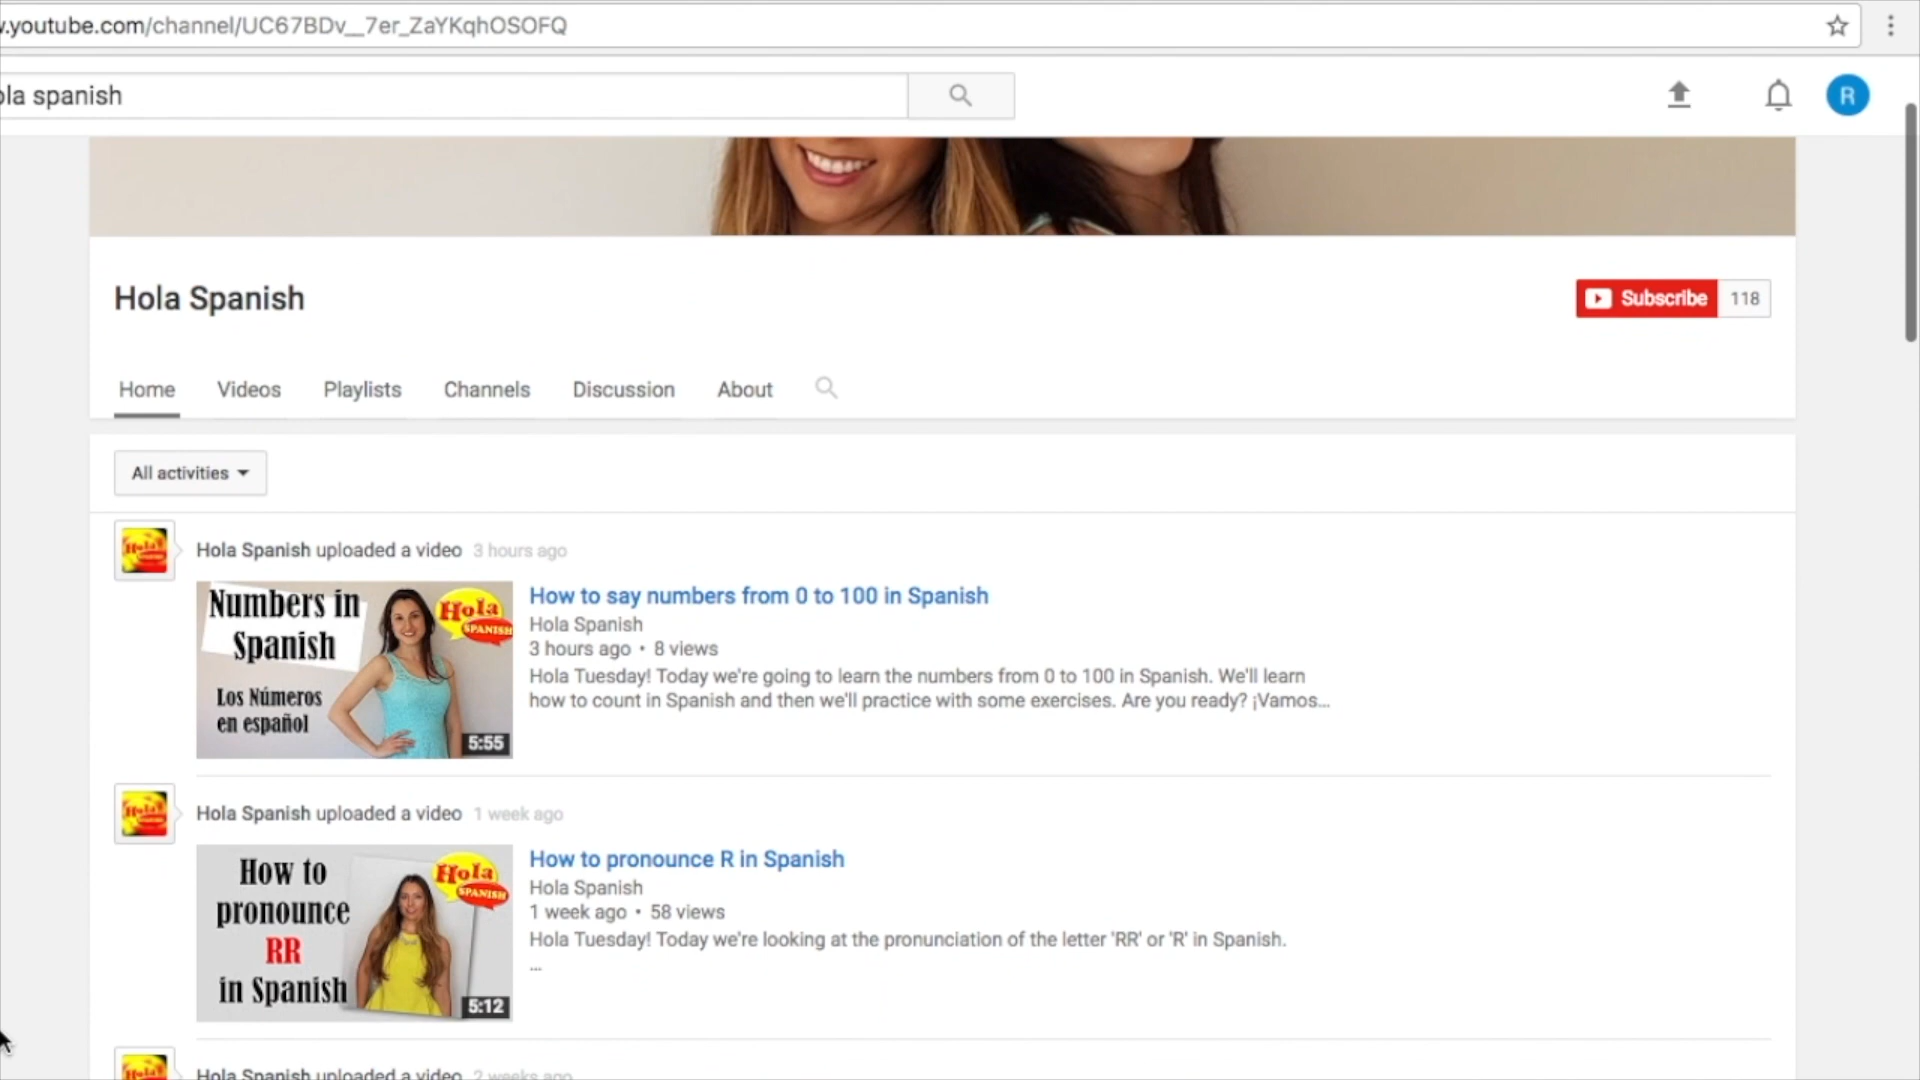 .youtube.com/channel/UC67BDv__7er_ZaYKqhOSOFQ
ola spanish
R
Hola Spanish
Subscribe 118
Home Videos Playlists Channels Discussion About
All activities
Hola Spanish uploaded a video 3 hours ago
Numbers in
Spanish
Los Números
en español
Hola
SPANISH
5:55
How to say numbers from 0 to 100 in Spanish
Hola Spanish
3 hours ago • 8 views
Hola Tuesday! Today we're going to learn the numbers from 0 to 100 in Spanish. We'll learn
how to count in Spanish and then we'll practice with some exercises. Are you ready? ¡Vamos...
Hola Spanish uploaded a video 1 week ago
How to
pronounce
RR
in Spanish
Hola
SPANISH
5:12
How to pronounce R in Spanish
Hola Spanish
1 week ago • 58 views
Hola Tuesday! Today we're looking at the pronunciation of the letter 'RR' or 'R' in Spanish.
...
Hola Spanish uploaded a video 2 weeks ago